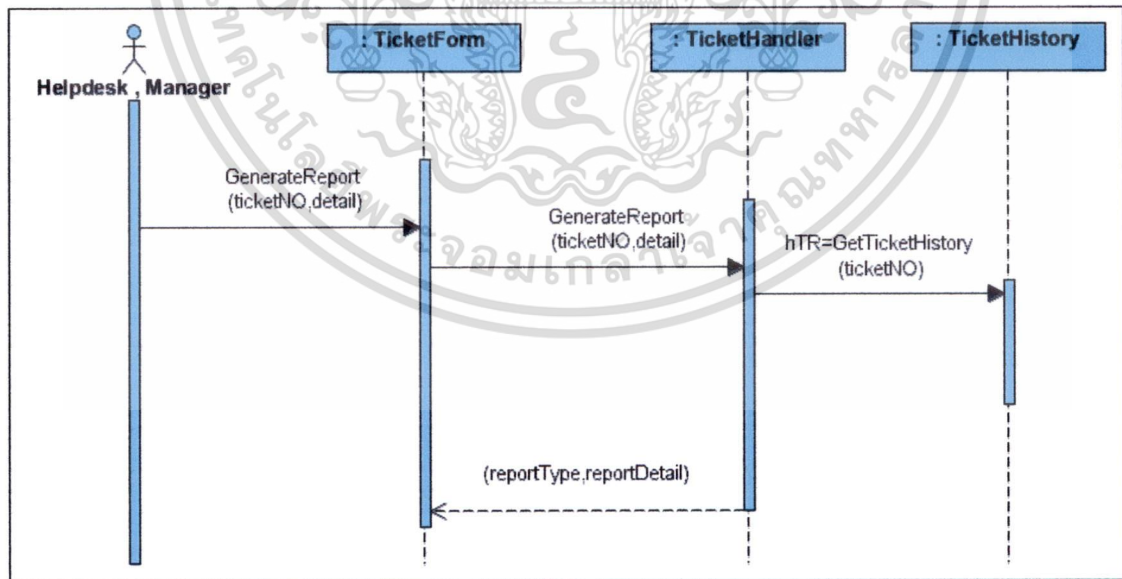 : TicketForm
: TicketHandler
: TicketHistory
Helpdesk , Manager
GenerateReport
(ticketNO,detail)
GenerateReport
(ticketNO,detail)
hTR=GetTicketHistory
(ticketNO)
(reportType,reportDetail)